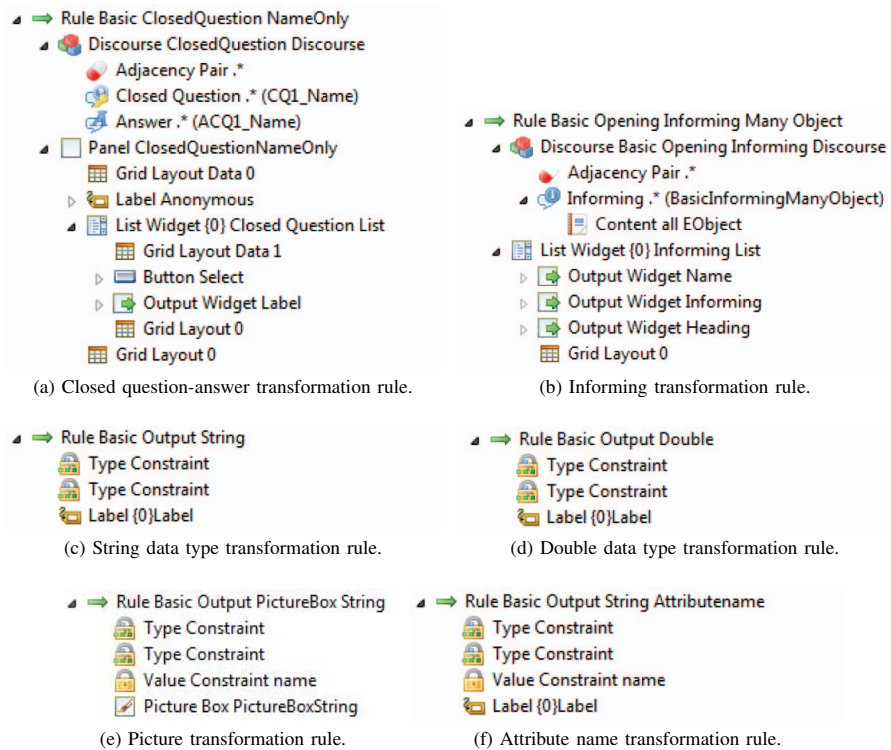 Rule Basic ClosedQuestion NameOnly
Discourse ClosedQuestion Discourse
Adjacency Pair .*
Closed Question .* (CQ1_Name)
Answer .* (ACQ1_Name)
Panel ClosedQuestionNameOnly
Grid Layout Data 0
Label Anonymous
List Widget {0} Closed Question List
Grid Layout Data 1
Button Select
Output Widget Label
Grid Layout 0
Grid Layout 0
(a) Closed question-answer transformation rule.
Rule Basic Opening Informing Many Object
Discourse Basic Opening Informing Discourse
Adjacency Pair .*
Informing .* (BasicInformingManyObject)
Content all EObject
List Widget {0} Informing List
Output Widget Name
Output Widget Informing
Output Widget Heading
Grid Layout 0
(b) Informing transformation rule.
Rule Basic Output String
Type Constraint
Type Constraint
Label {0}Label
(c) String data type transformation rule.
Rule Basic Output Double
Type Constraint
Type Constraint
Label {0}Label
(d) Double data type transformation rule.
Rule Basic Output PictureBox String
Type Constraint
Type Constraint
Value Constraint name
Picture Box PictureBoxString
(e) Picture transformation rule.
Rule Basic Output String Attributename
Type Constraint
Type Constraint
Value Constraint name
Label {0}Label
(f) Attribute name transformation rule.